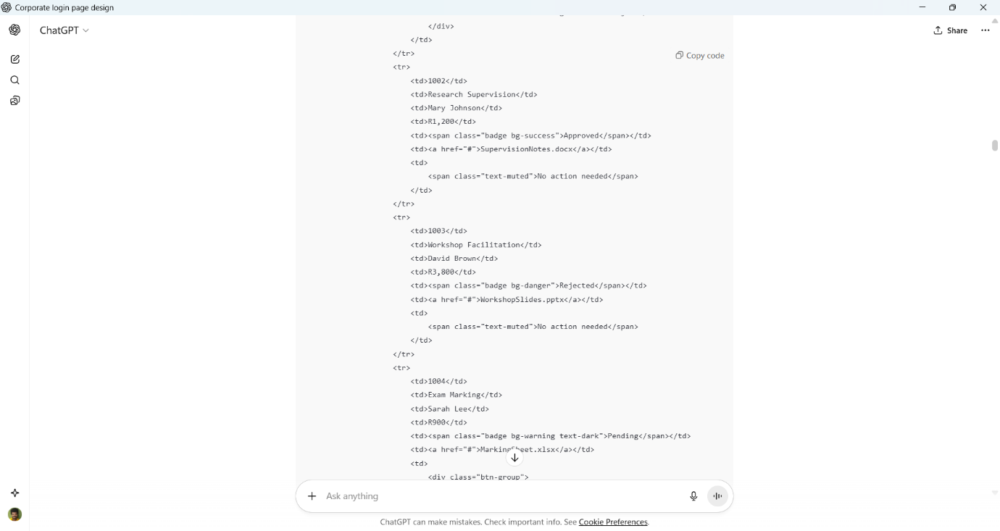 Corporate login page design
ChatGPT
Share
</div>
</td>
</tr>
Copy code
<tr>
<td>1002</td>
<td>Research Supervision</td>
<td>Mary Johnson</td>
<td>R1,200</td>
<td><span class="badge bg-success">Approved</span></td>
<td><a href="#">SupervisionNotes.docx</a></td>
<td>
<span class="text-muted">No action needed</span>
</td>
</tr>
<tr>
<td>1003</td>
<td>Workshop Facilitation</td>
<td>David Brown</td>
<td>R3,800</td>
<td><span class="badge bg-danger">Rejected</span></td>
<td><a href="#">WorkshopSlides.pptx</a></td>
<td>
<span class="text-muted">No action needed</span>
</td>
</tr>
<tr>
<td>1004</td>
<td>Exam Marking</td>
<td>Sarah Lee</td>
<td>R900</td>
<td><span class="badge bg-warning text-dark">Pending</span></td>
<td><a href="#">MarkingSheet.xlsx</a></td>
<td>
<div class="btn-group">
Ask anything
ChatGPT can make mistakes. Check important info. See Cookie Preferences.